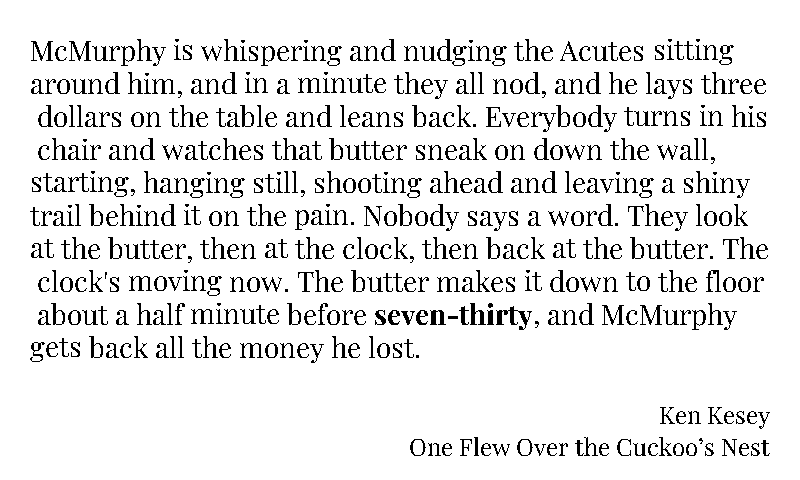 McMurphy is whispering and nudging the Acutes sitting
around him, and in a minute they all nod, and he lays three
dollars on the table and leans back. Everybody turns in his
chair and watches that butter sneak on down the wall,
starting, hanging still, shooting ahead and leaving a shiny
trail behind it on the pain. Nobody says a word. They look
at the butter, then at the clock, then back at the butter. The
clock's moving now. The butter makes it down to the floor
about a half minute before seven-thirty, and McMurphy
gets back all the money he lost.
Ken Kesey
One Flew Over the Cuckoo’s Nest